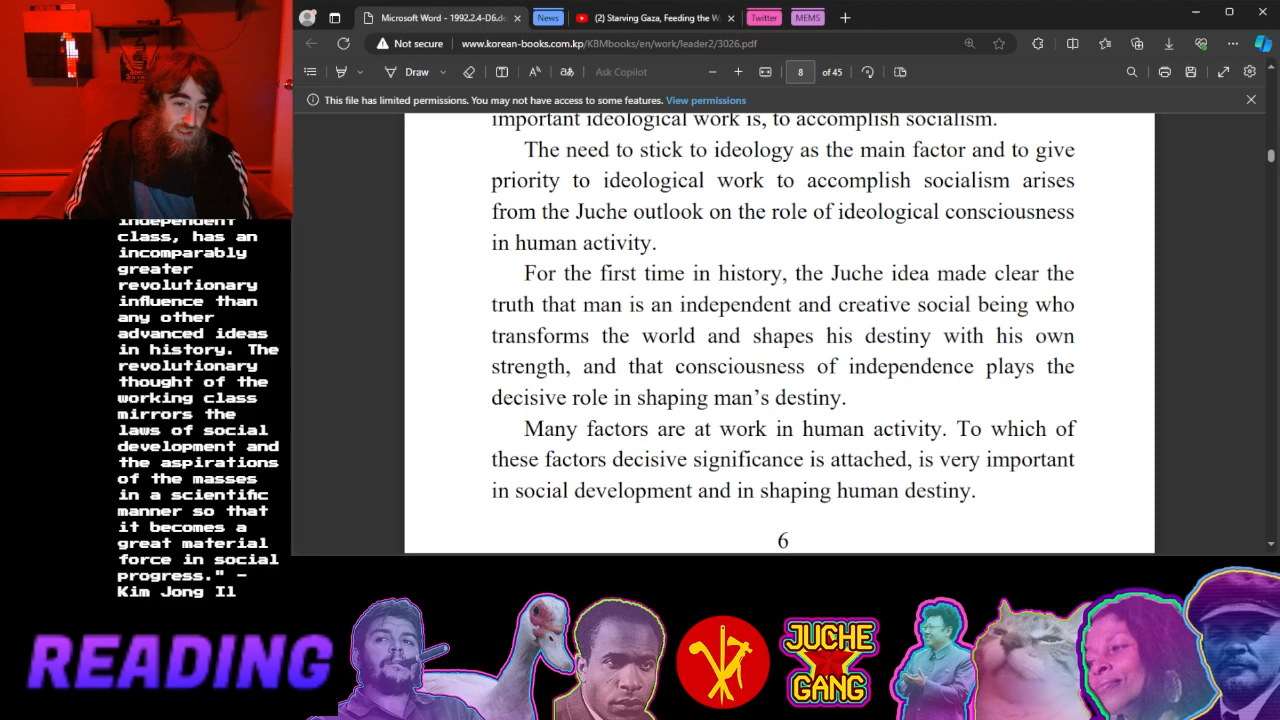 Microsoft Word - 1992.2.4-D6.d
News
(2) Starving Gaza, Feeding the W
Twitter
MEMS
Not secure
www.korean-books.com.kp/KBMbooks/en/work/leader2/3026.pdf
Draw
Ask Copilot
8 of 45
This file has limited permissions. You may not have access to some features. View permissions
important ideological work is, to accomplish socialism.
The need to stick to ideology as the main factor and to give
priority to ideological work to accomplish socialism arises
from the Juche outlook on the role of ideological consciousness
in human activity.
For the first time in history, the Juche idea made clear the
truth that man is an independent and creative social being who
transforms the world and shapes his destiny with his own
strength, and that consciousness of independence plays the
decisive role in shaping man's destiny.
Many factors are at work in human activity. To which of
these factors decisive significance is attached, is very important
in social development and in shaping human destiny.
6
independent
class, has an
incomparably
greater
revolutionary
influence than
any other
advanced ideas
in history. The
revolutionary
thought of the
working class
mirrors the
laws of social
development and
the aspirations
of the masses
in a scientific
manner so that
it becomes a
great material
force in social
progress." -
Kim Jong Il
READING
JUCHE
GANG